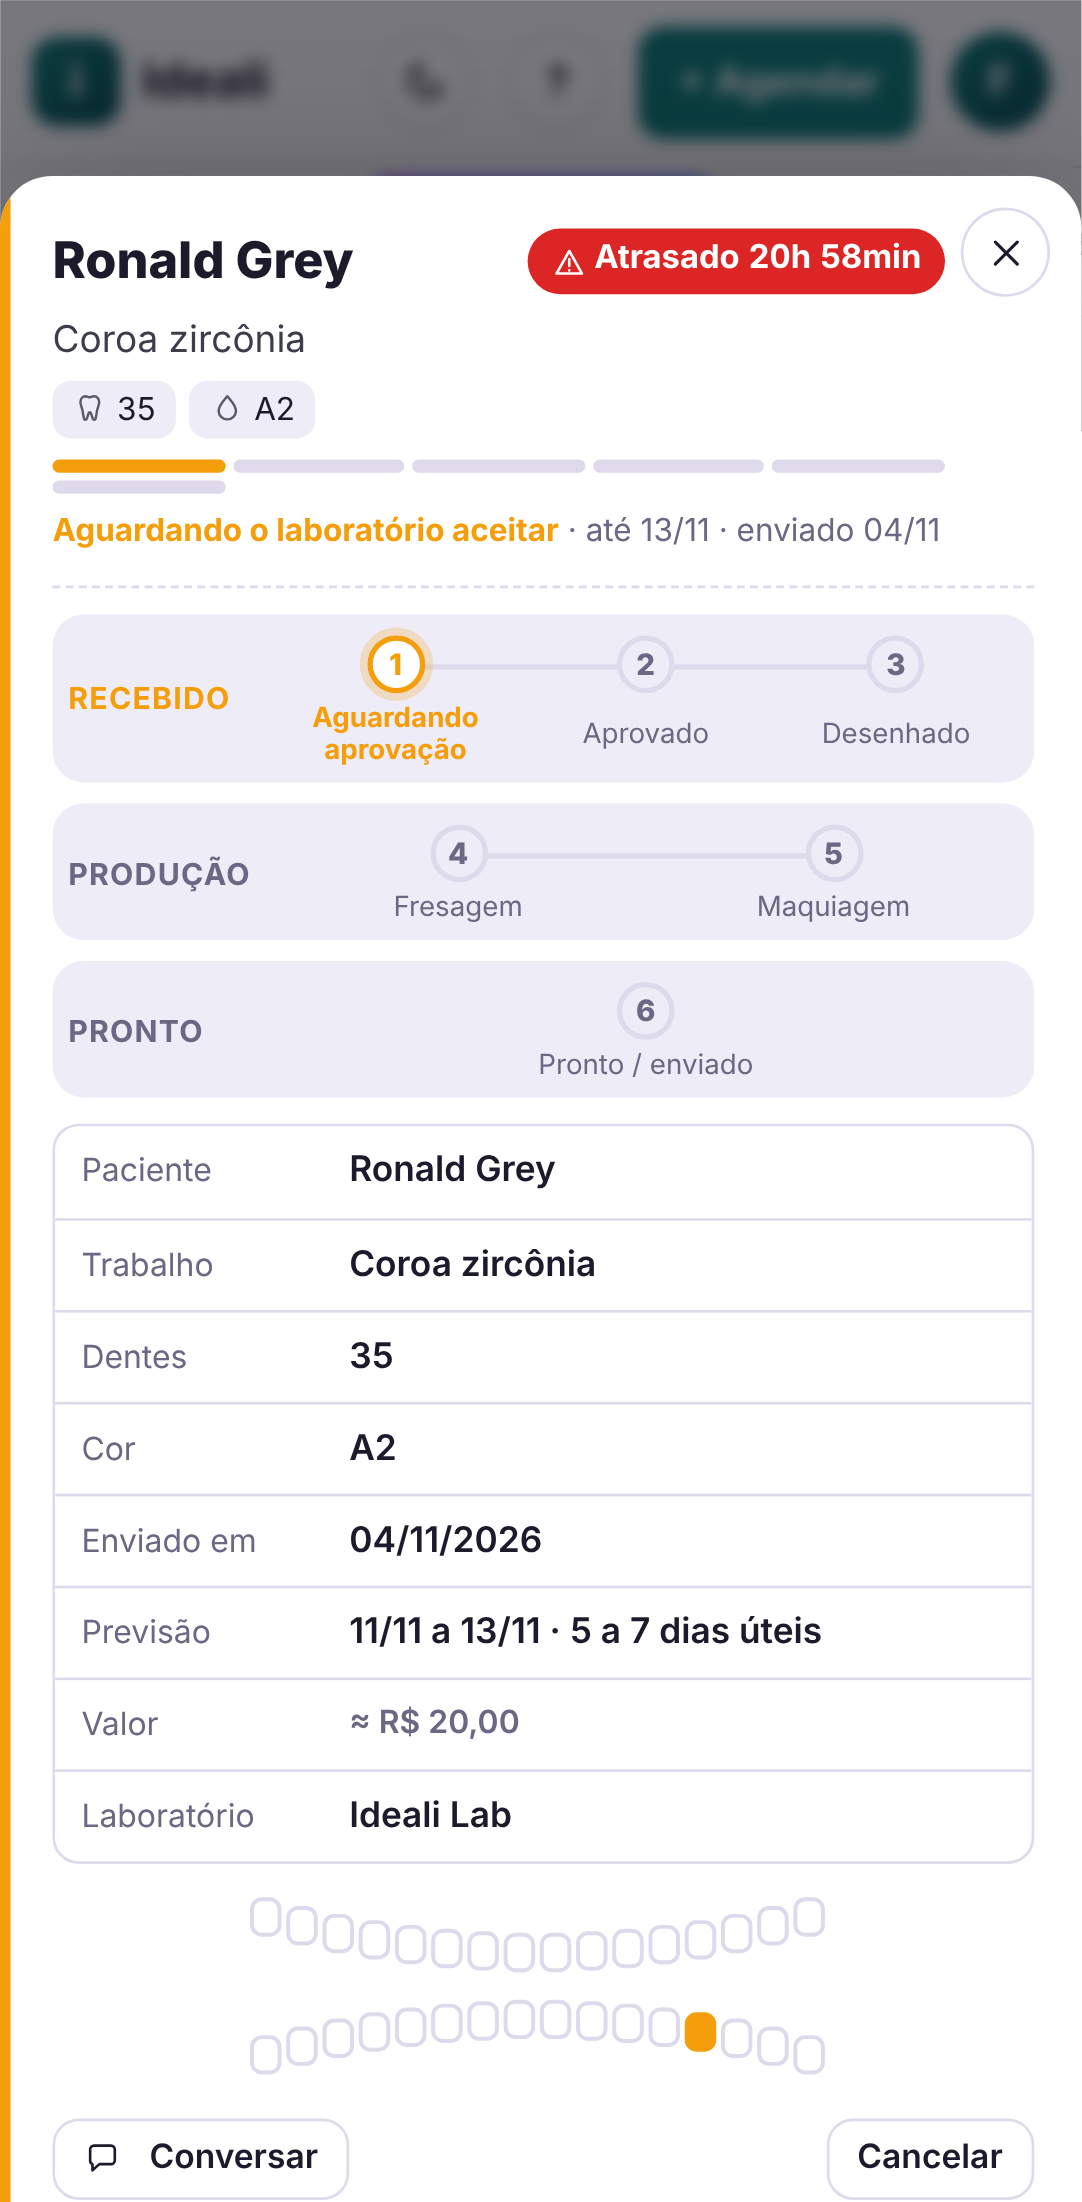 Ideali
?
+ Agendar
F
Ronald Grey
Atrasado 20h 58min
Coroa zircônia
35
A2
Aguardando o laboratório aceitar · até 13/11 · enviado 04/11
RECEBIDO
1
2
3
Aguardando
aprovação
Aprovado
Desenhado
PRODUÇÃO
4
5
Fresagem
Maquiagem
PRONTO
6
Pronto / enviado
Paciente Ronald Grey
Trabalho Coroa zircônia
Dentes 35
Cor A2
Enviado em 04/11/2026
Previsão 11/11 a 13/11 · 5 a 7 dias úteis
Valor ≈ R$ 20,00
Laboratório Ideali Lab
Conversar
Cancelar